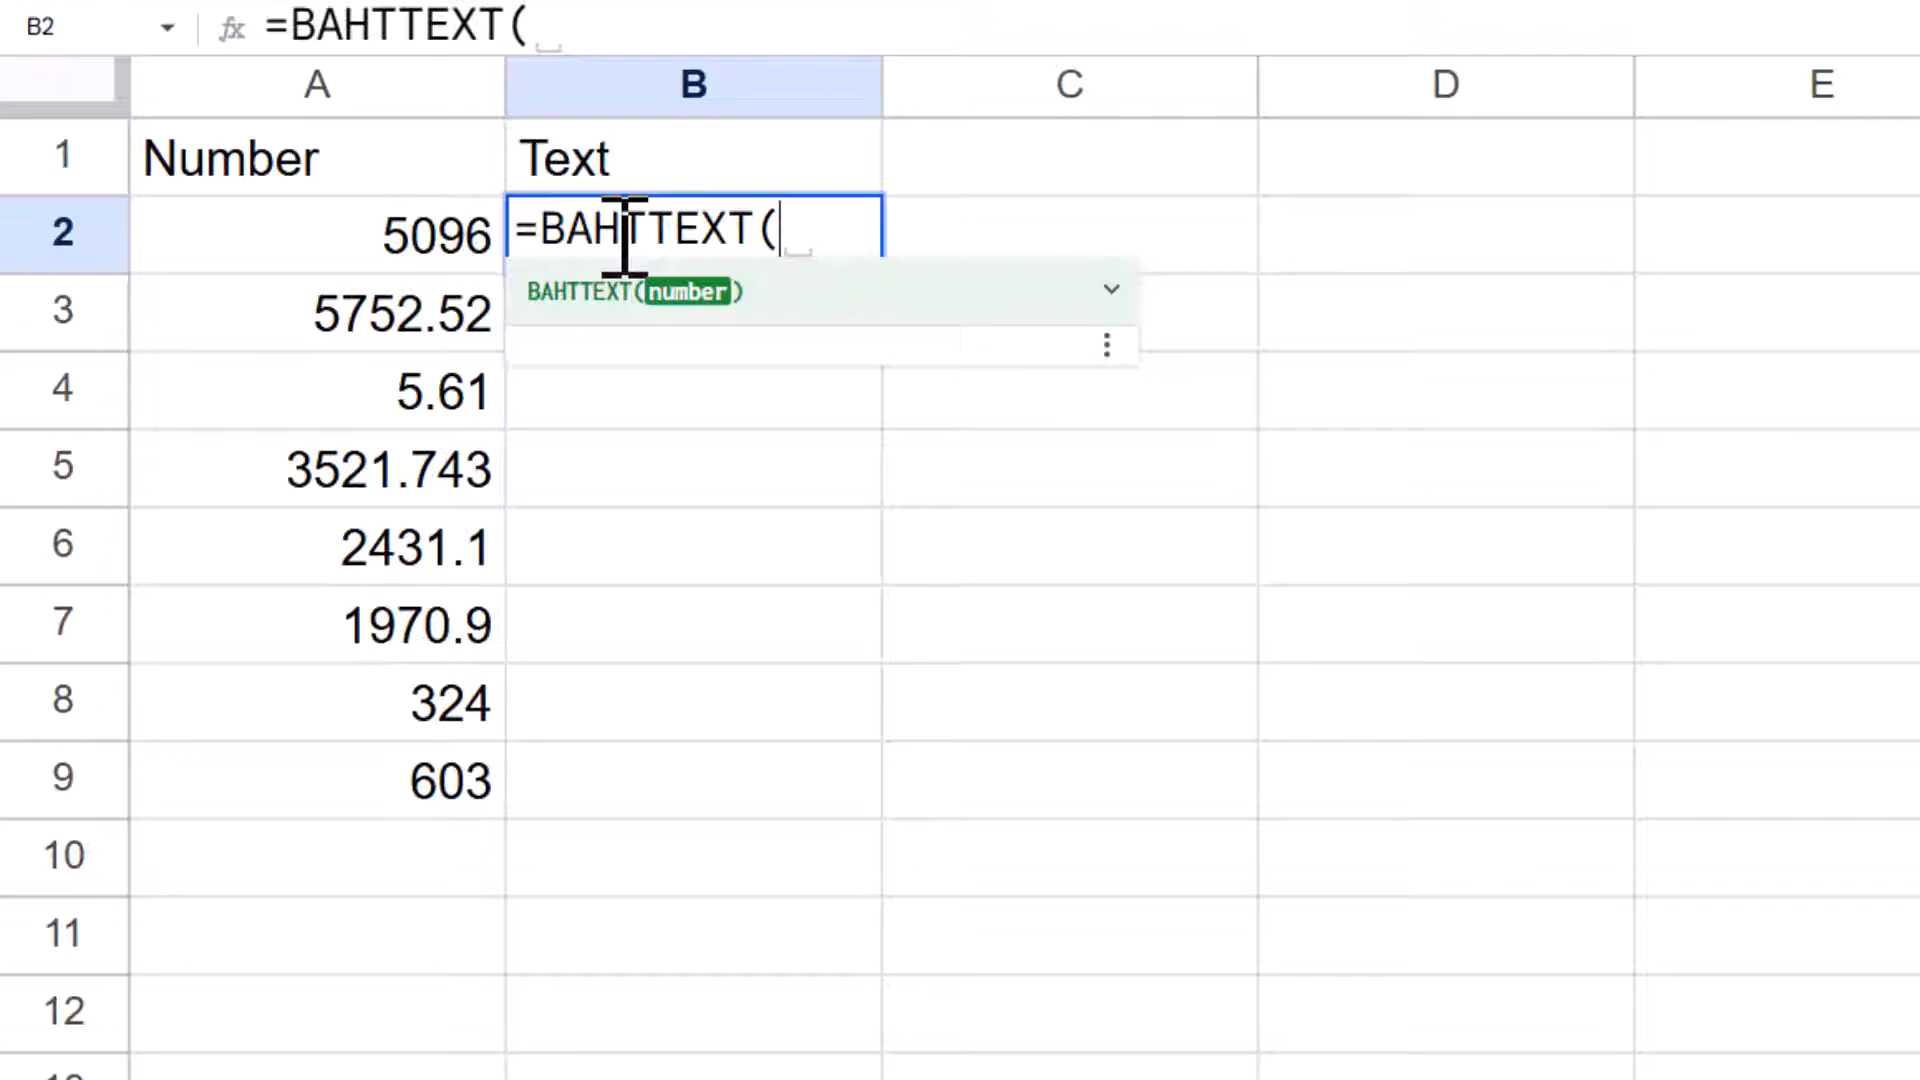 B2 fx =BAHTTEXT(
A B C D E
1 Number Text
2 5096 =BAHTTEXT(
BAHTTEXT(number)
3 5752.52
4 5.61
5 3521.743
6 2431.1
7 1970.9
8 324
9 603
10
11
12